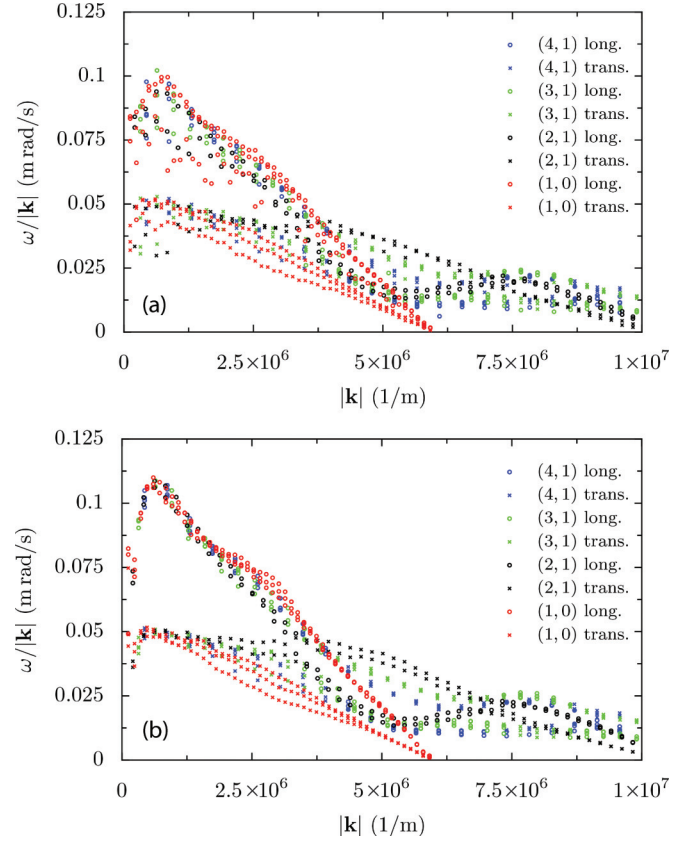 0.125
0.1
0.075
0.05
0.025
0
ω/|k| (m rad/s)
(4, 1) long.
(4, 1) trans.
(3, 1) long.
(3, 1) trans.
(2, 1) long.
(2, 1) trans.
(1, 0) long.
(1, 0) trans.
(a)
0 2.5×10⁶ 5×10⁶ 7.5×10⁶ 1×10⁷
|k| (1/m)
0.125
0.1
0.075
0.05
0.025
0
ω/|k| (m rad/s)
(4, 1) long.
(4, 1) trans.
(3, 1) long.
(3, 1) trans.
(2, 1) long.
(2, 1) trans.
(1, 0) long.
(1, 0) trans.
(b)
0 2.5×10⁶ 5×10⁶ 7.5×10⁶ 1×10⁷
|k| (1/m)